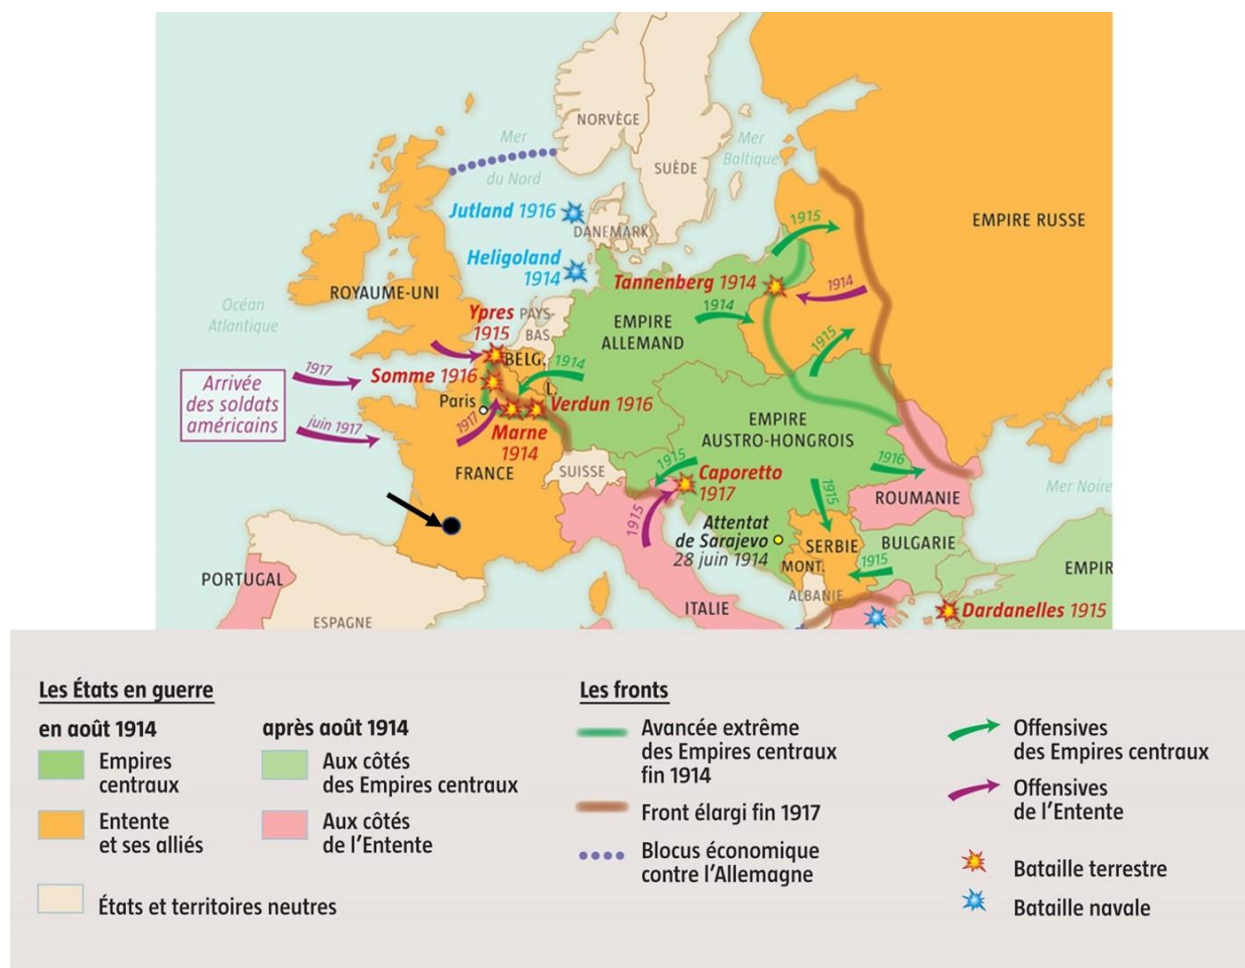 NORVÈGE
SUÈDE
Mer
Baltique
Mer
du Nord
Jutland 1916
DANEMARK
Heligoland
1914
EMPIRE RUSSE
1915
Tannenberg 1914
1914
1914
1915
ROYAUME-UNI
Océan
Atlantique
Ypres
1915
PAYS-
BAS
EMPIRE
ALLEMAND
BELG.
1914
Somme 1916
L.
1917
Arrivée
des soldats
américains
juin 1917
Paris
Verdun 1916
1917
Marne
1914
EMPIRE
AUSTRO-HONGROIS
FRANCE
SUISSE
1915
Caporetto
1917
1915
1916
1915
ROUMANIE
Mer Noire
Attentat
de Sarajevo
28 juin 1914
SERBIE
BULGARIE
MONT.
1915
ALBANIE
EMPIR
PORTUGAL
ESPAGNE
ITALIE
Dardanelles 1915
Les États en guerre
en août 1914
Empires
centraux
Entente
et ses alliés
États et territoires neutres
après août 1914
Aux côtés
des Empires centraux
Aux côtés
de l'Entente
Les fronts
Avancée extrême
des Empires centraux
fin 1914
Front élargi fin 1917
Blocus économique
contre l'Allemagne
Offensives
des Empires centraux
Offensives
de l'Entente
Bataille terrestre
Bataille navale